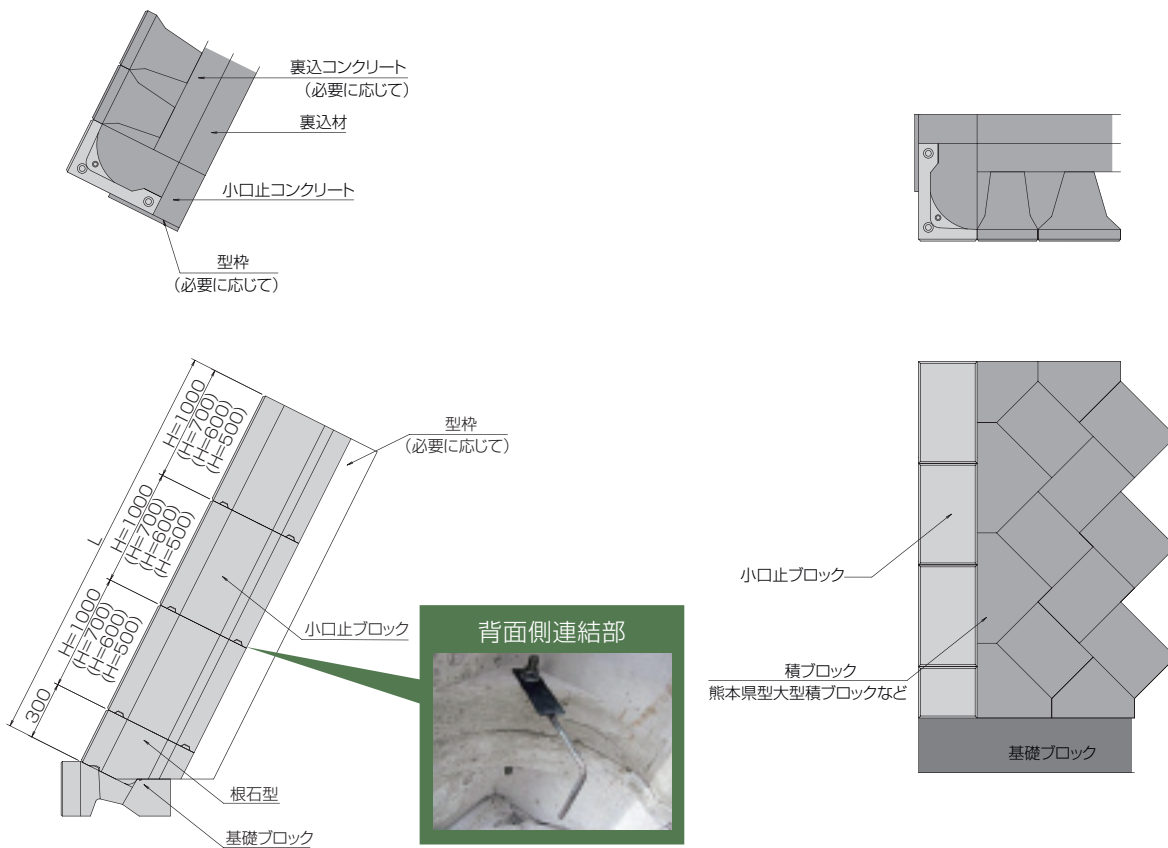 裏込コンクリート
(必要に応じて)
裏込材
小口止コンクリート
型枠
(必要に応じて)
H=1000
(H=700)
(H=600)
(H=500)
H=1000
(H=700)
(H=600)
(H=500)
H=1000
(H=700)
(H=600)
(H=500)
300
L
型枠
(必要に応じて)
小口止ブロック
背面側連結部
根石型
基礎ブロック
小口止ブロック
積ブロック
熊本県型大型積ブロックなど
基礎ブロック